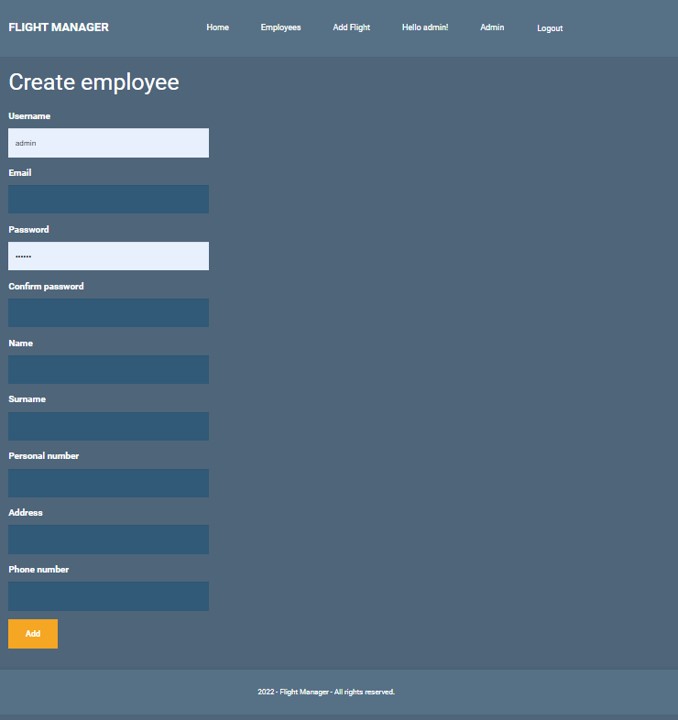 FLIGHT MANAGER Home Employees Add Flight Hello admin! Admin Logout
Create employee
Username
admin
Email
Password
••••••
Confirm password
Name
Surname
Personal number
Address
Phone number
Add
2022 - Flight Manager - All rights reserved.